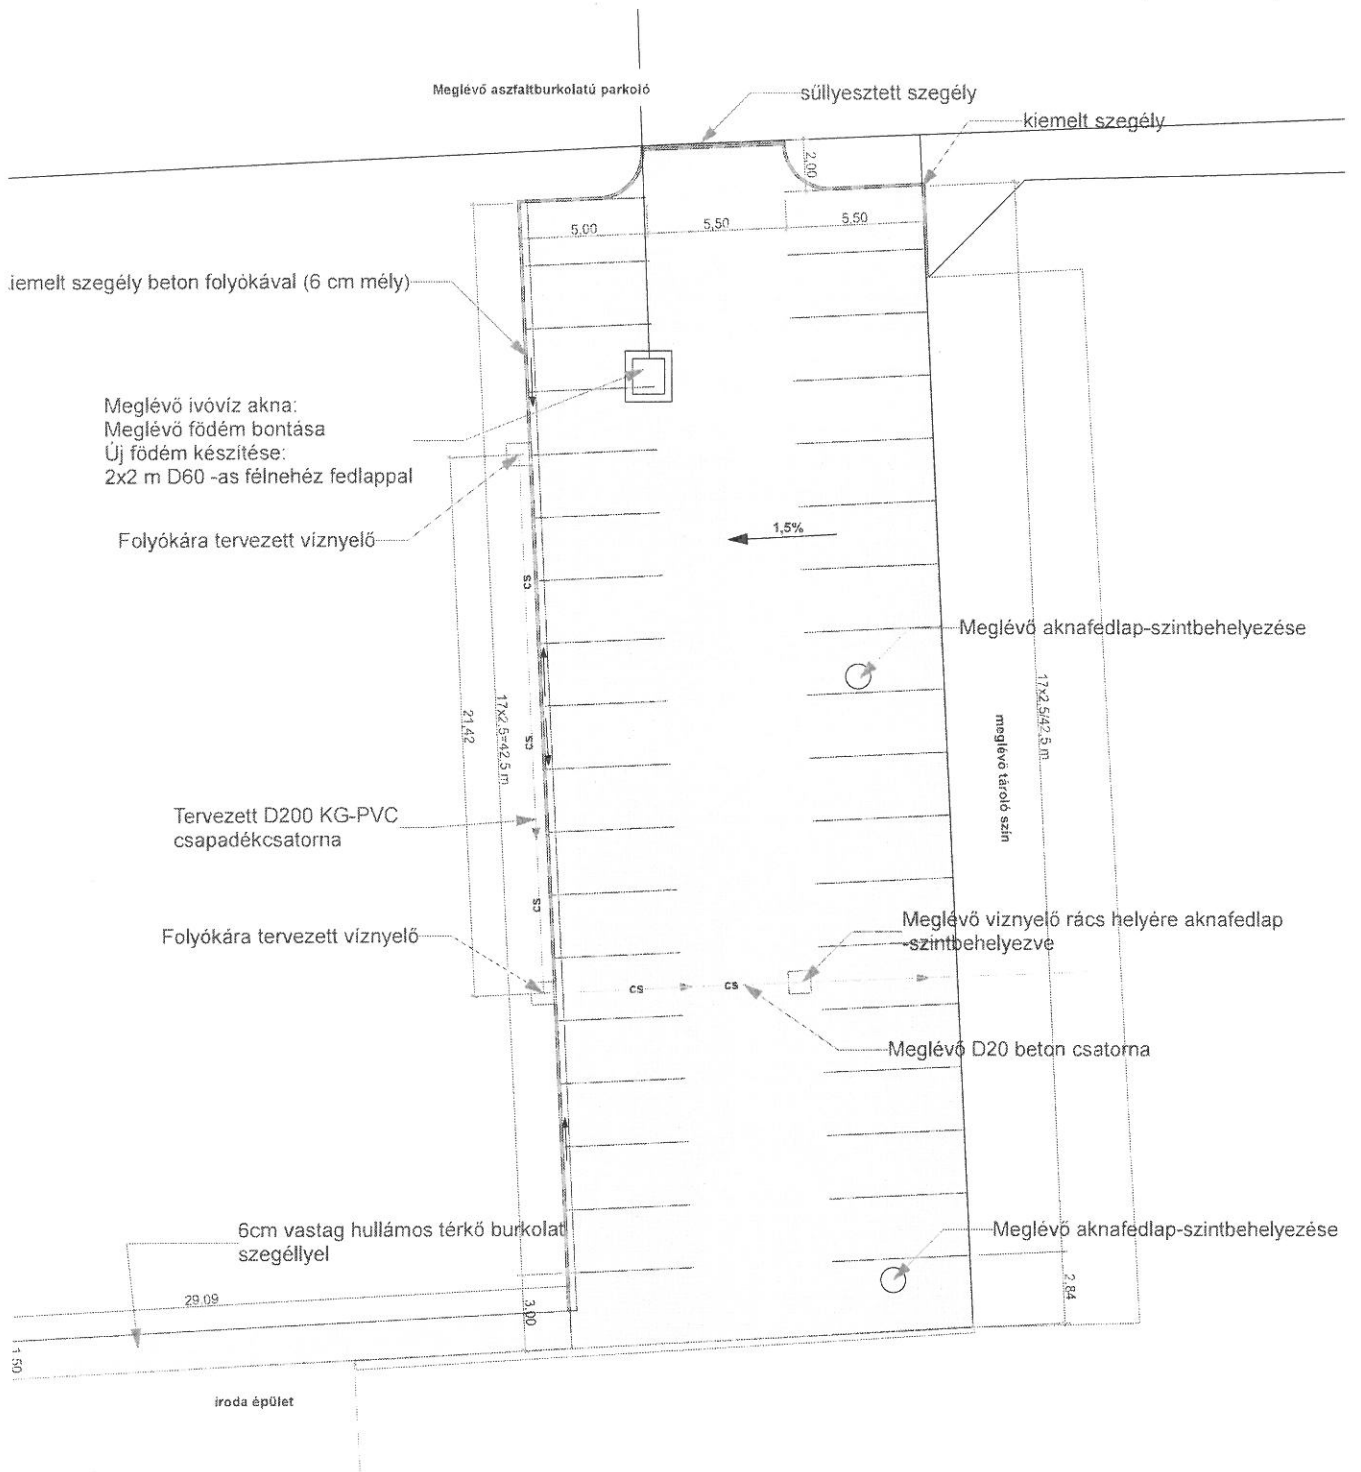 Meglévő aszfaltburkolatú parkoló
süllyesztett szegély
kiemelt szegély
2,00
5,00
5,50
5,50
iemelt szegély beton folyókával (6 cm mély)
Meglévő ivóvíz akna:
Meglévő födém bontása
Új födém készítése:
2x2 m D60 -as félnehéz fedlappal
Folyókára tervezett víznyelő
1,5%
cs
Meglévő aknafedlap-szintbehelyezése
17x2,5/42,5 m
meglévő tároló szín
21,42
17x2,5=42,5 m
cs
Tervezett D200 KG-PVC
csapadékcsatorna
cs
Meglévő víznyelő rács helyére aknafedlap
-szintbehelyezve
Folyókára tervezett víznyelő
cs
cs
Meglévő D20 beton csatorna
6cm vastag hullámos térkő burkolat
szegéllyel
Meglévő aknafedlap-szintbehelyezése
29,09
3,00
2,84
1,50
iroda épület